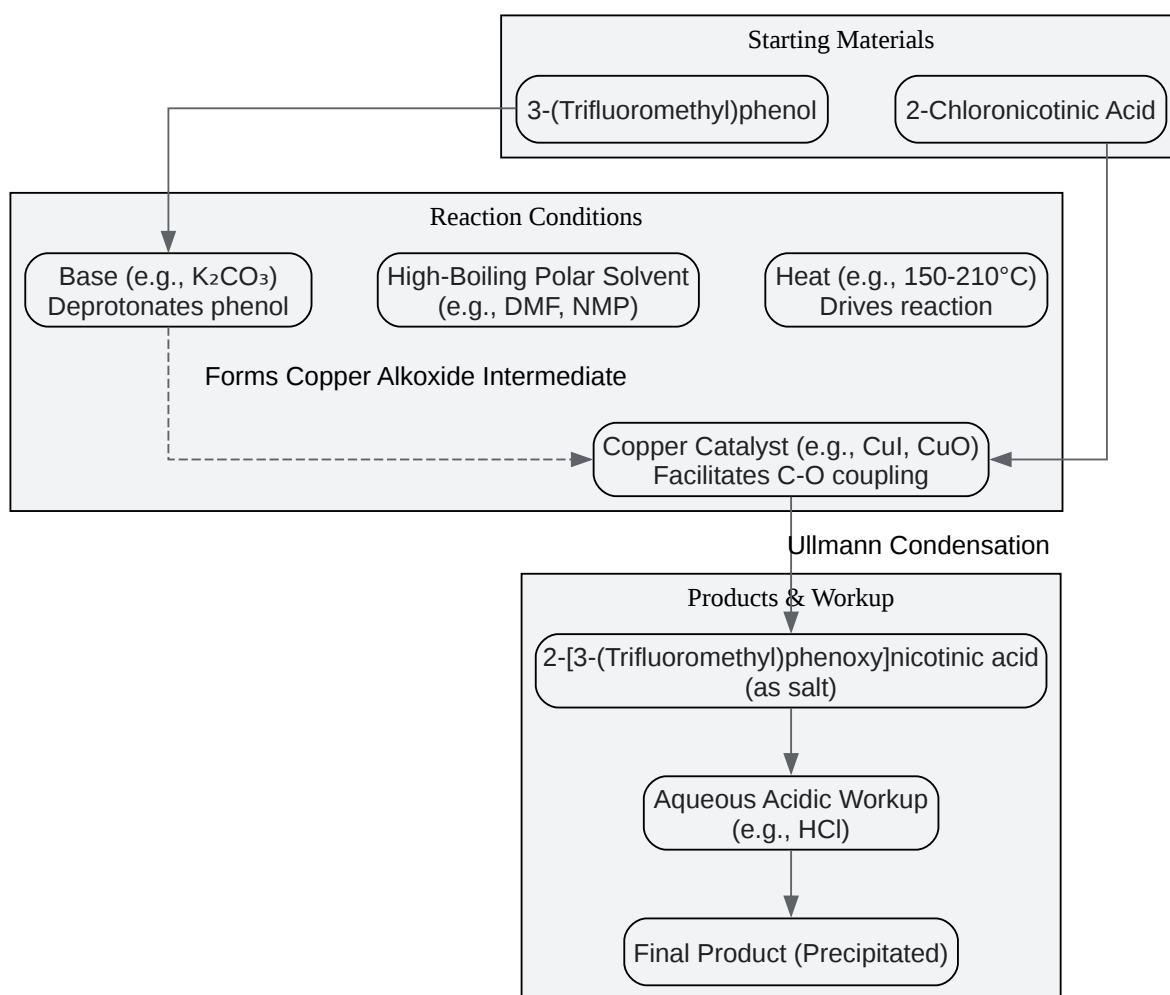 Starting Materials
3-(Trifluoromethyl)phenol
2-Chloronicotinic Acid
Reaction Conditions
Base (e.g., K₂CO₃)
Deprotonates phenol
High-Boiling Polar Solvent
(e.g., DMF, NMP)
Heat (e.g., 150-210°C)
Drives reaction
Forms Copper Alkoxide Intermediate
Copper Catalyst (e.g., CuI, CuO)
Facilitates C-O coupling
Ullmann Condensation
Products & Workup
2-[3-(Trifluoromethyl)phenoxy]nicotinic acid
(as salt)
Aqueous Acidic Workup
(e.g., HCl)
Final Product (Precipitated)